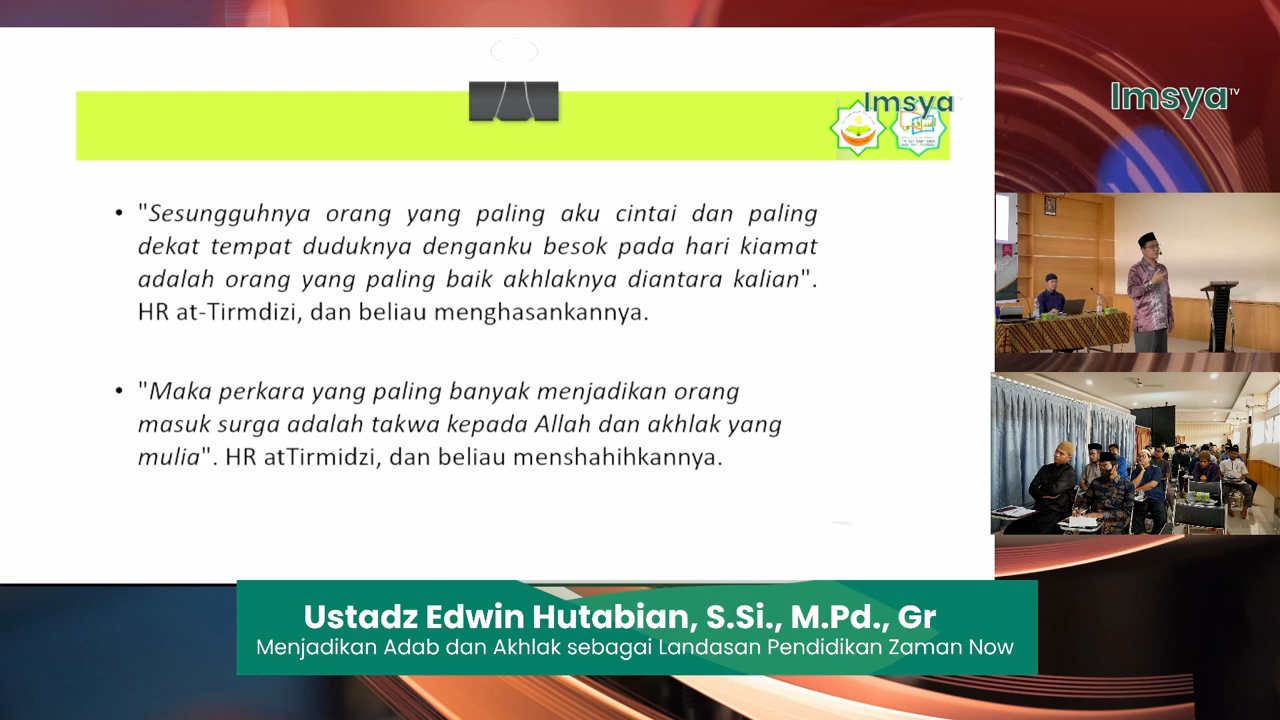 Imsya
Imsya TV
• "Sesungguhnya orang yang paling aku cintai dan paling
dekat tempat duduknya denganku besok pada hari kiamat
adalah orang yang paling baik akhlaknya diantara kalian".
HR at-Tirmdizi, dan beliau menghasankannya.
• "Maka perkara yang paling banyak menjadikan orang
masuk surga adalah takwa kepada Allah dan akhlak yang
mulia". HR atTirmidzi, dan beliau menshahihkannya.
Ustadz Edwin Hutabian, S.Si., M.Pd., Gr
Menjadikan Adab dan Akhlak sebagai Landasan Pendidikan Zaman Now